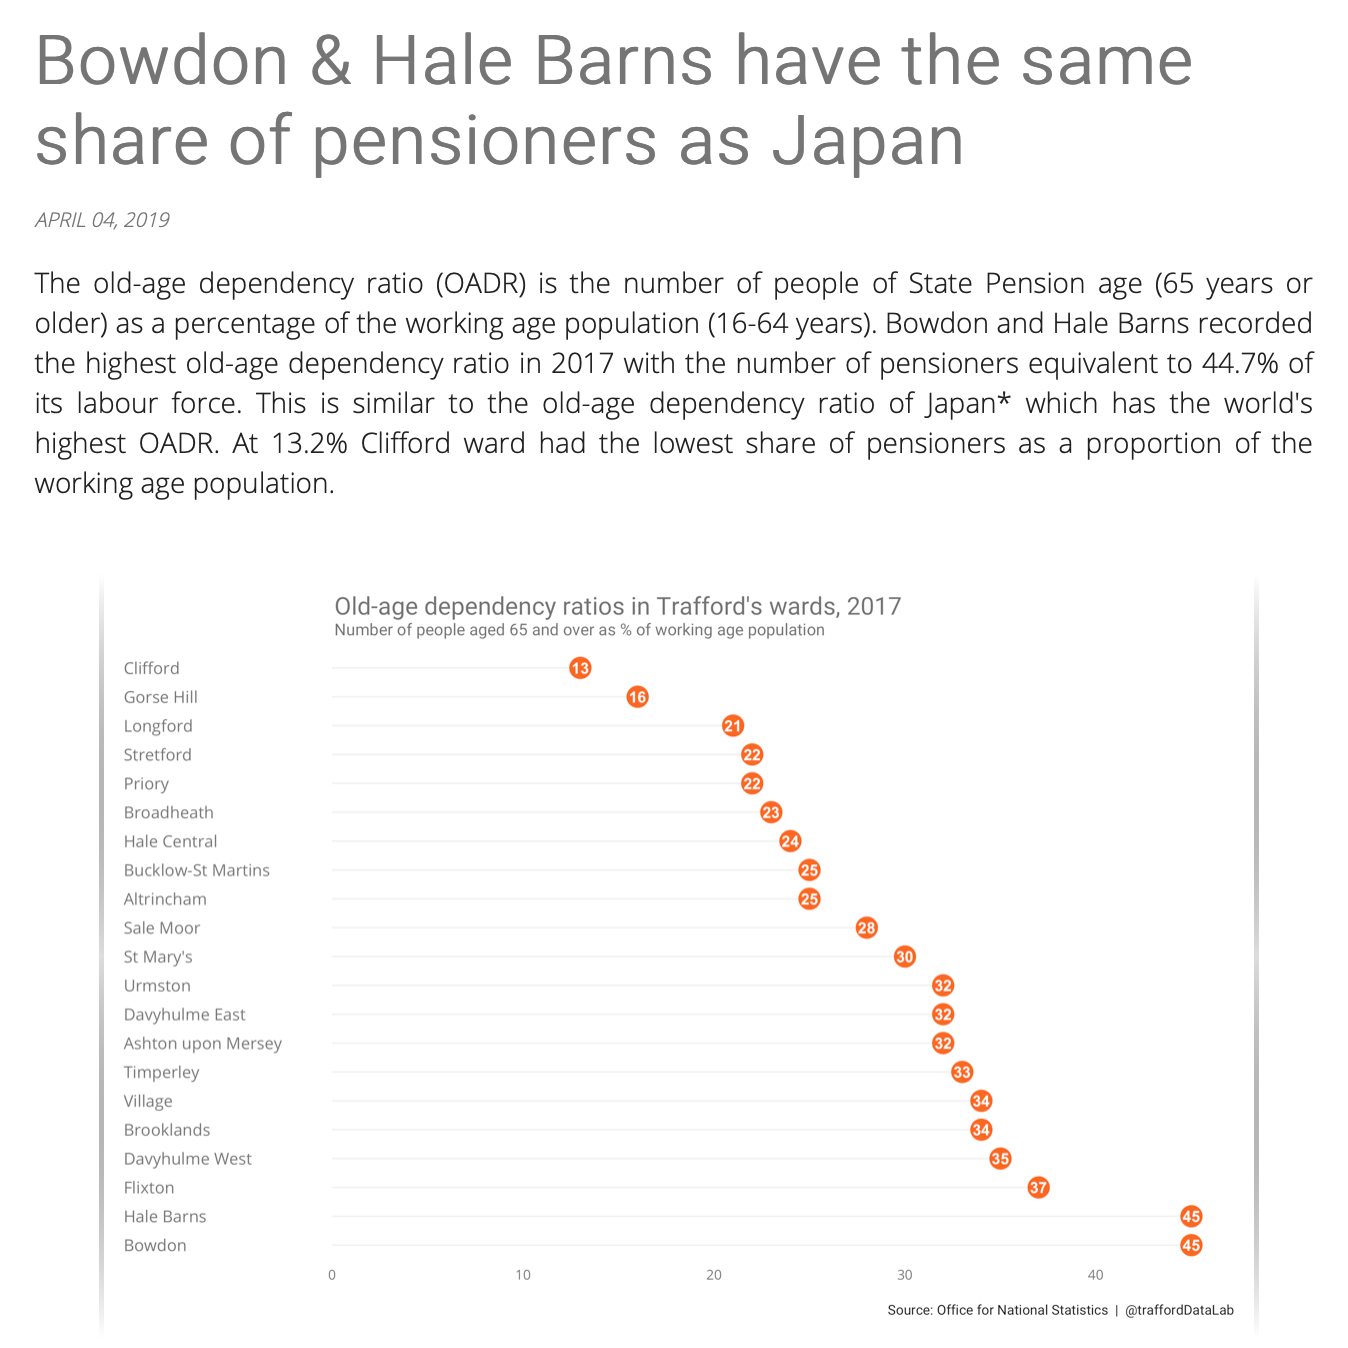 Bowdon & Hale Barns have the same
share of pensioners as Japan
APRIL 04, 2019
The old-age dependency ratio (OADR) is the number of people of State Pension age (65 years or
older) as a percentage of the working age population (16-64 years). Bowdon and Hale Barns recorded
the highest old-age dependency ratio in 2017 with the number of pensioners equivalent to 44.7% of
its labour force. This is similar to the old-age dependency ratio of Japan* which has the world's
highest OADR. At 13.2% Clifford ward had the lowest share of pensioners as a proportion of the
working age population.
Old-age dependency ratios in Trafford's wards, 2017
Number of people aged 65 and over as % of working age population
Clifford 13
Gorse Hill 16
Longford 21
Stretford 22
Priory 22
Broadheath 23
Hale Central 24
Bucklow-St Martins 25
Altrincham 25
Sale Moor 28
St Mary's 30
Urmston 32
Davyhulme East 32
Ashton upon Mersey 32
Timperley 33
Village 34
Brooklands 34
Davyhulme West 35
Flixton 37
Hale Barns 45
Bowdon 45
0 10 20 30 40
Source: Office for National Statistics | @traffordDataLab